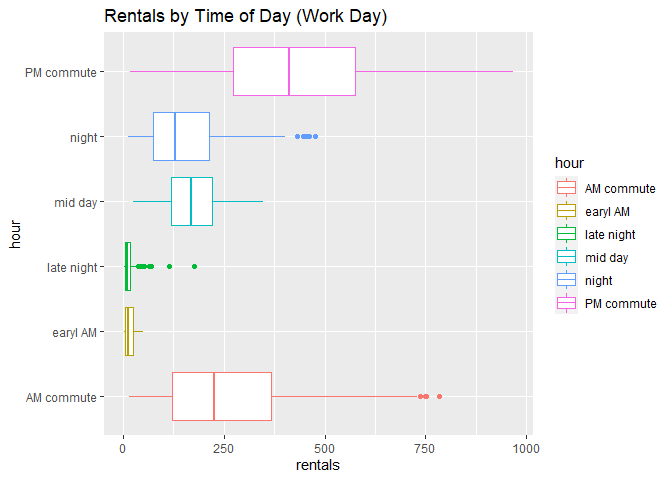 Rentals by Time of Day (Work Day)
PM commute
night
mid day
late night
earyl AM
AM commute
hour
0 250 500 750 1000
rentals
hour
AM commute
earyl AM
late night
mid day
night
PM commute